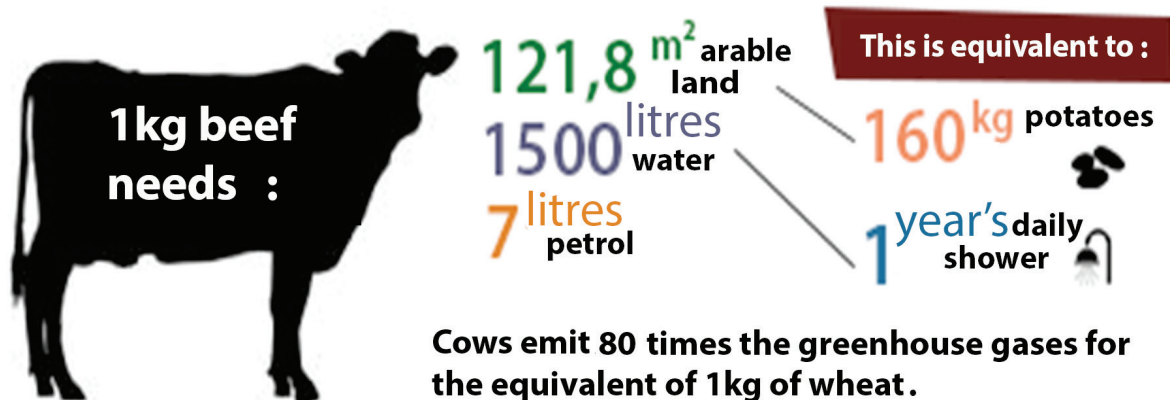 1kg beef
needs :
121,8 m² arable
land
1500 litres
water
7 litres
petrol
This is equivalent to :
160 kg potatoes
1 year's daily
shower
Cows emit 80 times the greenhouse gases for
the equivalent of 1kg of wheat.